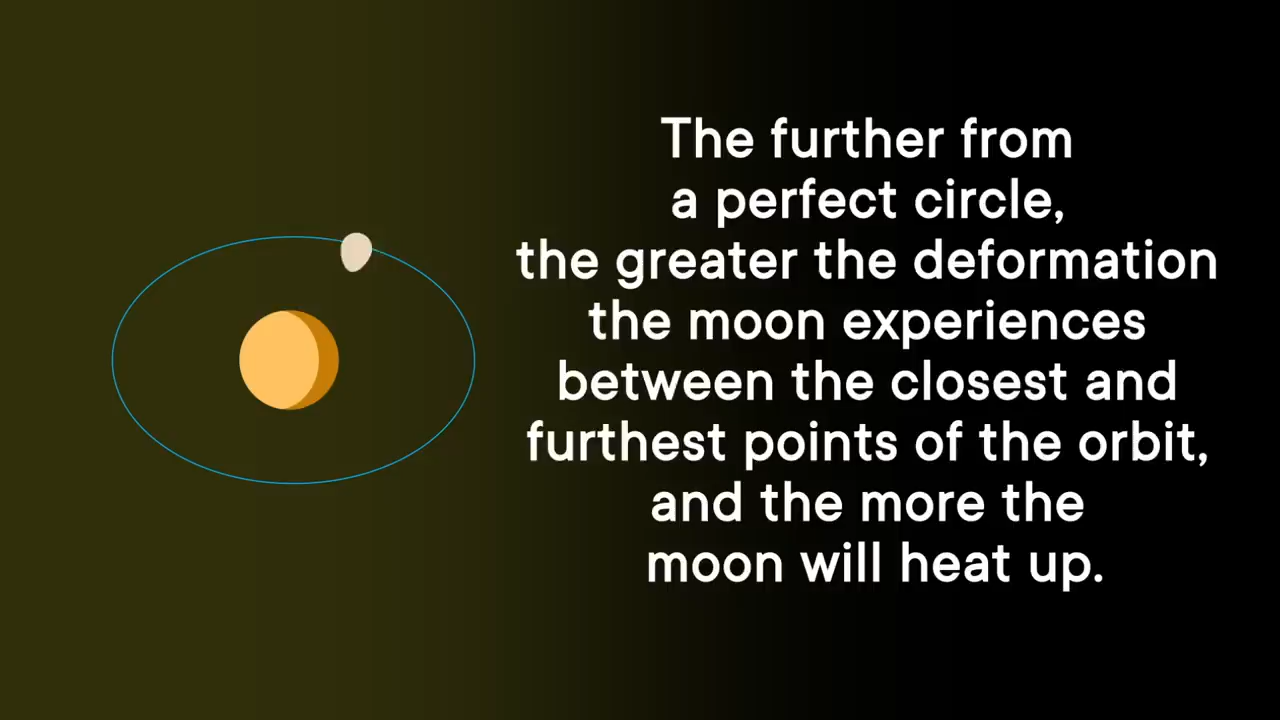 The further from
a perfect circle,
the greater the deformation
the moon experiences
between the closest and
furthest points of the orbit,
and the more the
moon will heat up.